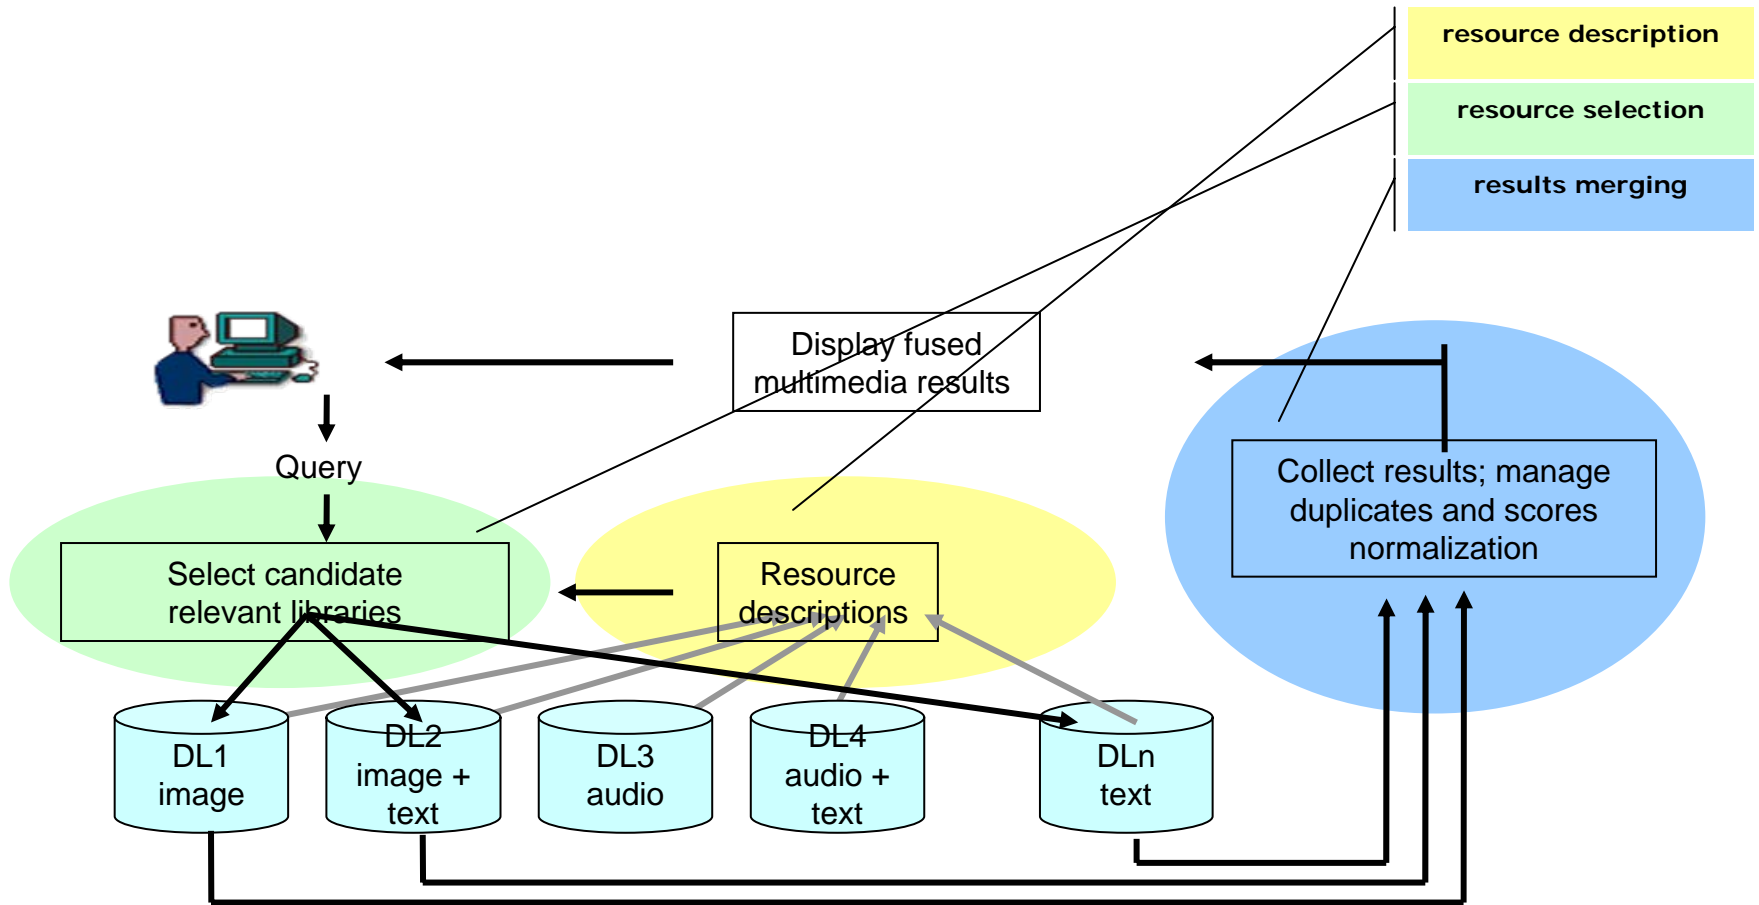 resource description
resource selection
results merging
Display fused
multimedia results
Query
Collect results; manage
duplicates and scores
normalization
Select candidate
relevant libraries
Resource
descriptions
DL1
image
DL2
image +
text
DL3
audio
DL4
audio +
text
DLn
text